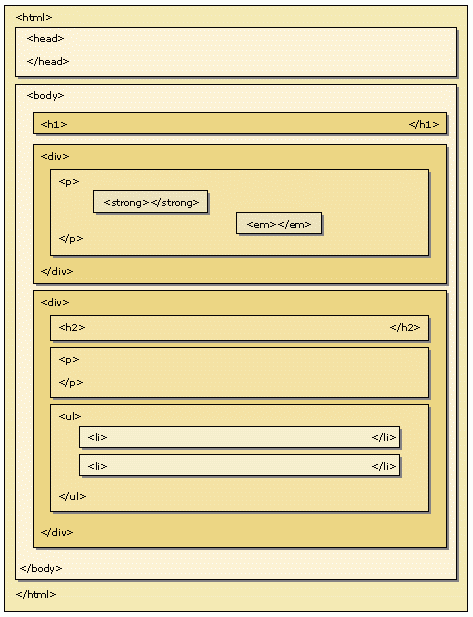 <html>
<head>
</head>
<body>
<h1> </h1>
<div>
<p>
<strong></strong>
<em></em>
</p>
</div>
<div>
<h2> </h2>
<p>
</p>
<ul>
<li> </li>
<li> </li>
</ul>
</div>
</body>
</html>